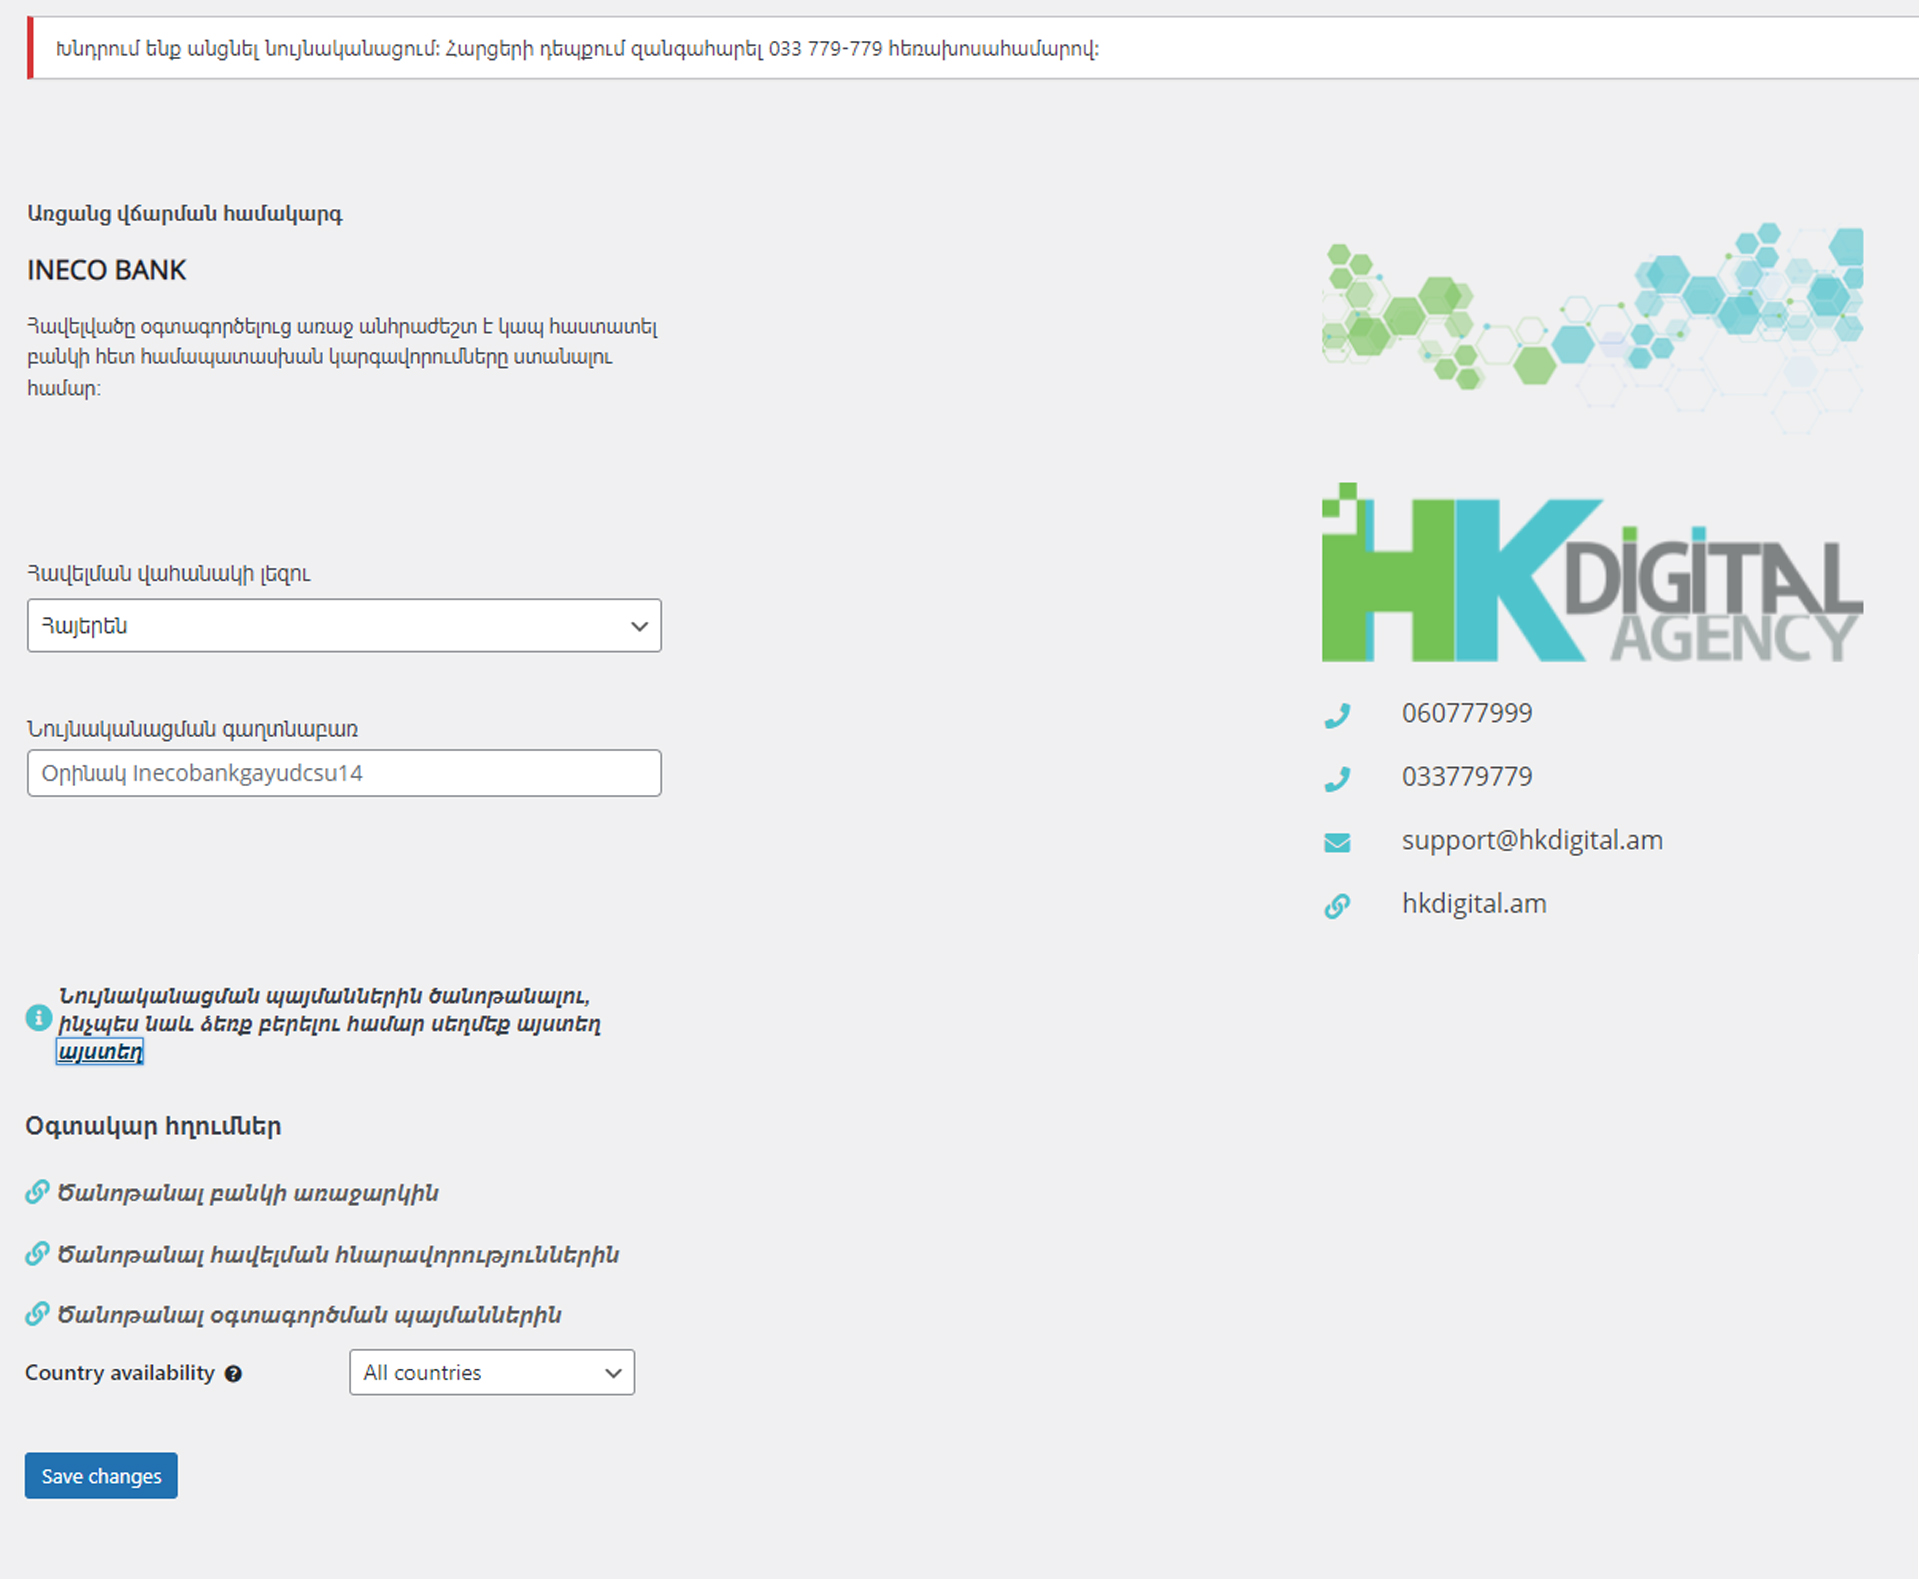 Խնդրում ենք անցնել նույնականացում: Հարցերի դեպքում զանգահարել 033 779-779 հեռախոսահամարով:
Առցանց վճարման համակարգ
INECO BANK
Հավելվածը օգտագործելուց առաջ անհրաժեշտ է կապ հաստատել
բանկի հետ համապատասխան կարգավորումները ստանալու
համար:
Հավելման վահանակի լեզու
Հայերեն
Նույնականացման գաղտնաբառ
Օրինակ Inecobankgayudcsu14
Նույնականացման պայմաններին ծանոթանալու,
ինչպես նաև ձեռք բերելու համար սեղմեք այստեղ
այստեղ
Օգտակար հղումներ
Ծանոթանալ բանկի առաջարկին
Ծանոթանալ հավելման հնարավորություններին
Ծանոթանալ օգտագործման պայմաններին
Country availability
All countries
Save changes
HK DIGITAL
AGENCY
060777999
033779779
support@hkdigital.am
hkdigital.am